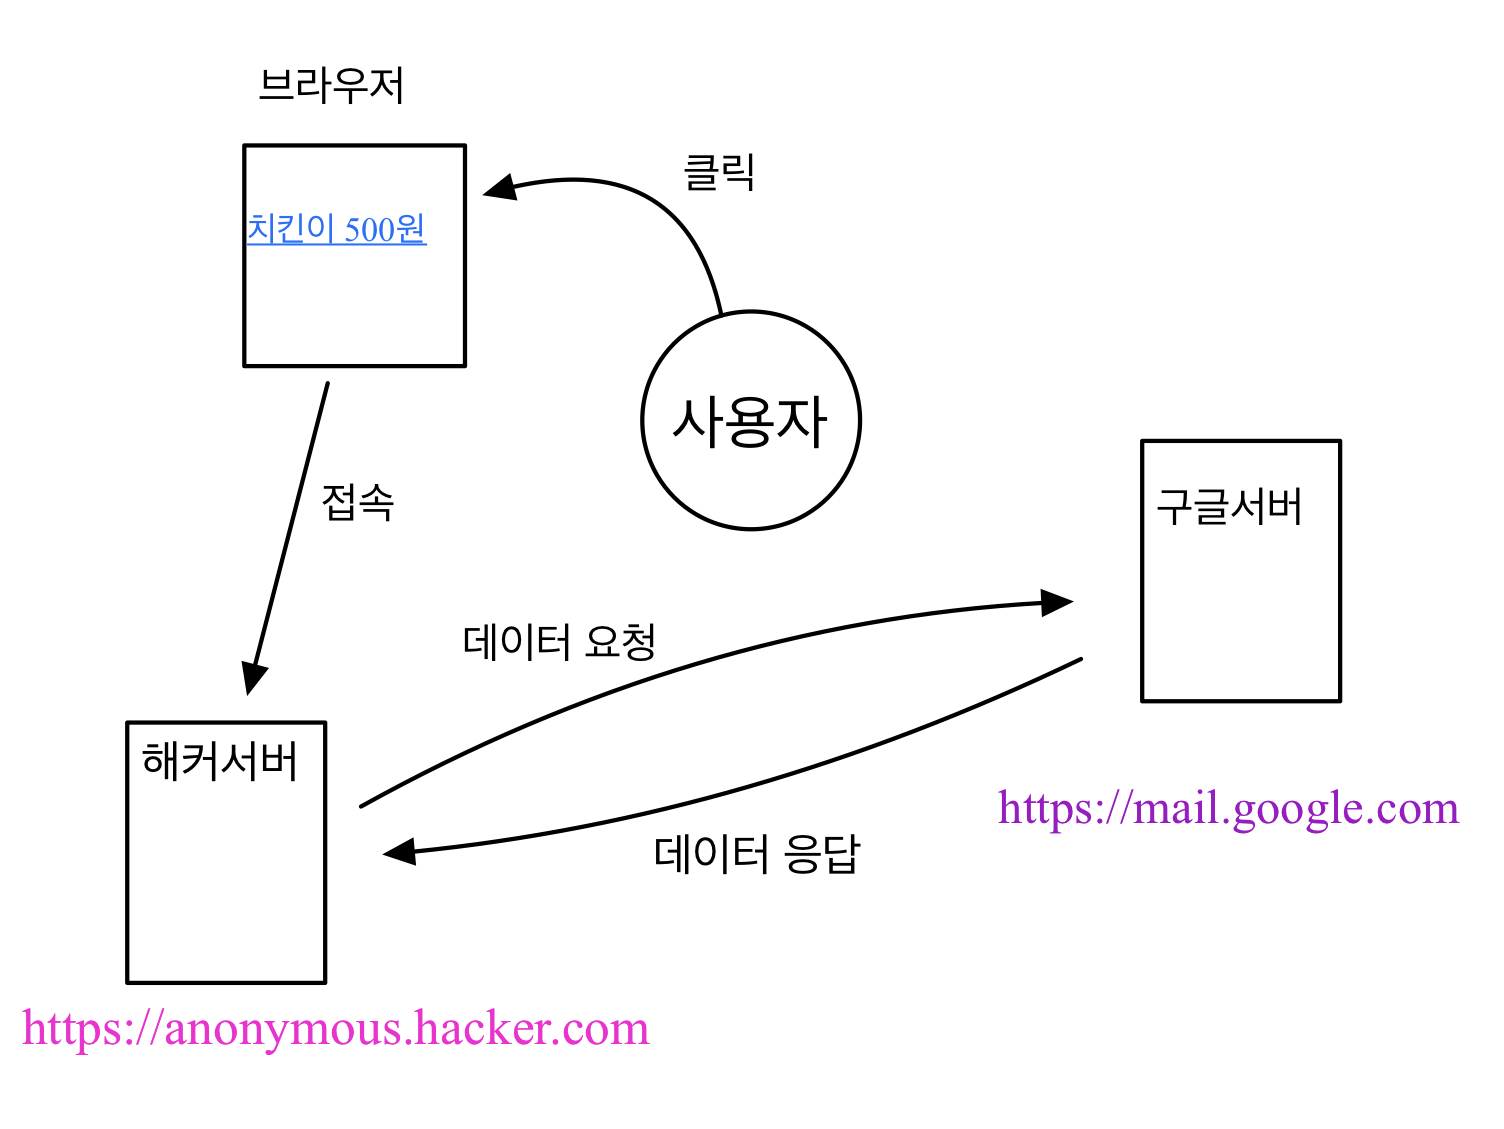 브라우저
클릭
치킨이 500원
사용자
접속
구글서버
데이터 요청
해커서버
https://mail.google.com
데이터 응답
https://anonymous.hacker.com